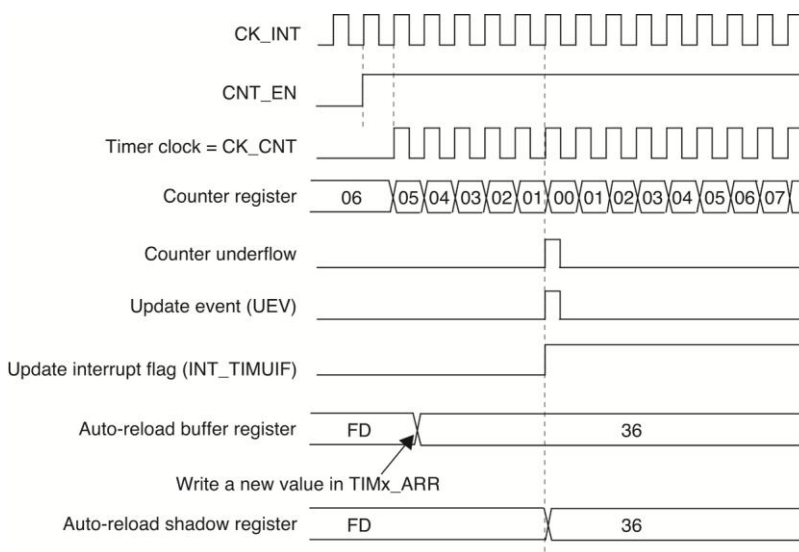 CK_INT
CNT_EN
Timer clock = CK_CNT
Counter register 06 05 04 03 02 01 00 01 02 03 04 05 06 07
Counter underflow
Update event (UEV)
Update interrupt flag (INT_TIMUIF)
Auto-reload buffer register FD 36
Write a new value in TIMx_ARR
Auto-reload shadow register FD 36